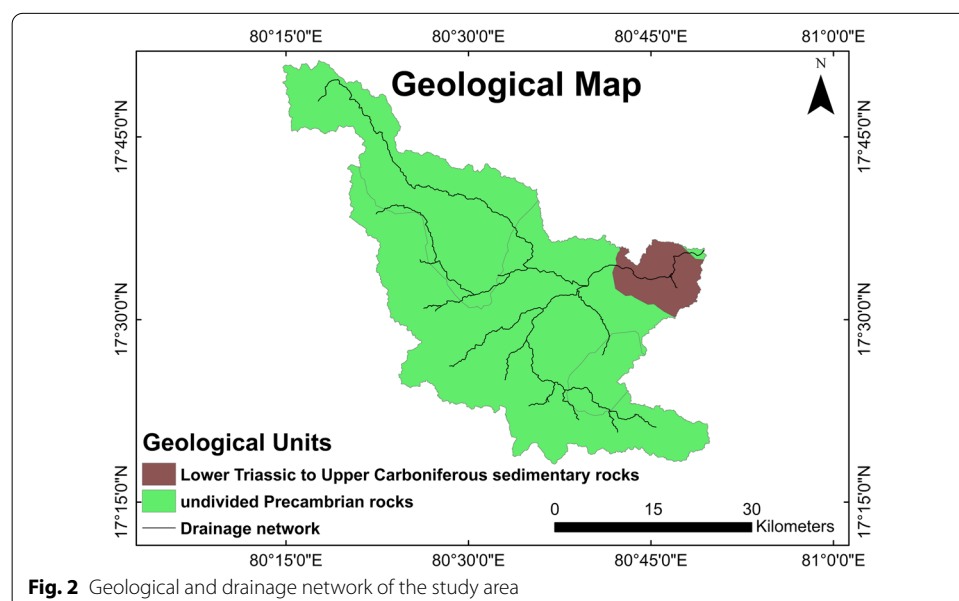 80°15'0"E 80°30'0"E 80°45'0"E 81°0'0"E
Geological Map
N
17°45'0"N 17°45'0"N
17°30'0"N 17°30'0"N
17°15'0"N 17°15'0"N
Geological Units
Lower Triassic to Upper Carboniferous sedimentary rocks
undivided Precambrian rocks
Drainage network
0 15 30
Kilometers
80°15'0"E 80°30'0"E 80°45'0"E 81°0'0"E
Fig. 2 Geological and drainage network of the study area